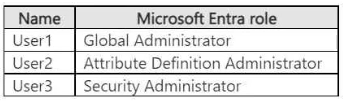 Name Microsoft Entra role
User1 Global Administrator
User2 Attribute Definition Administrator
User3 Security Administrator